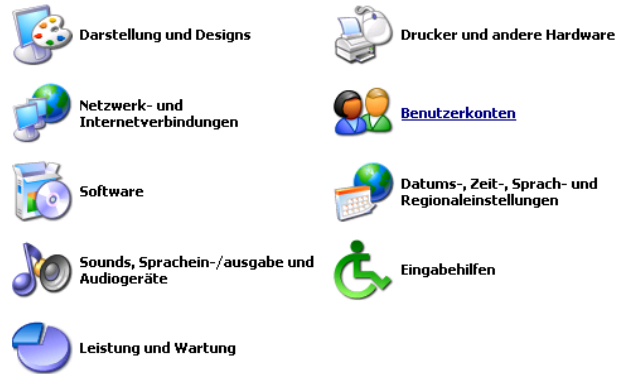 Darstellung und Designs
Drucker und andere Hardware
Netzwerk- und
Internetverbindungen
Benutzerkonten
Software
Datums-, Zeit-, Sprach- und
Regionaleinstellungen
Sounds, Sprachein-/ausgabe und
Audiogeräte
Eingabehilfen
Leistung und Wartung